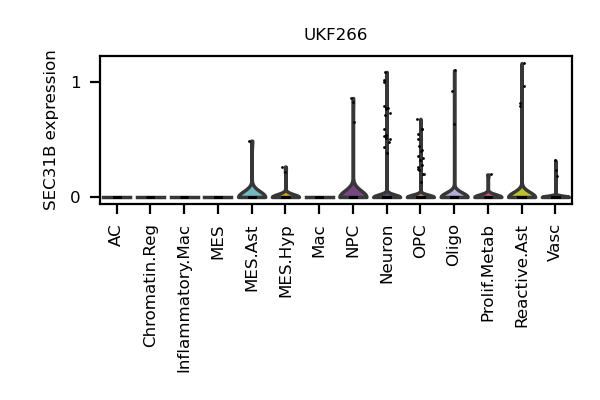 UKF266
SEC31B expression
1
0
AC
Chromatin.Reg
Inflammatory.Mac
MES
MES.Ast
MES.Hyp
Mac
NPC
Neuron
OPC
Oligo
Prolif.Metab
Reactive.Ast
Vasc